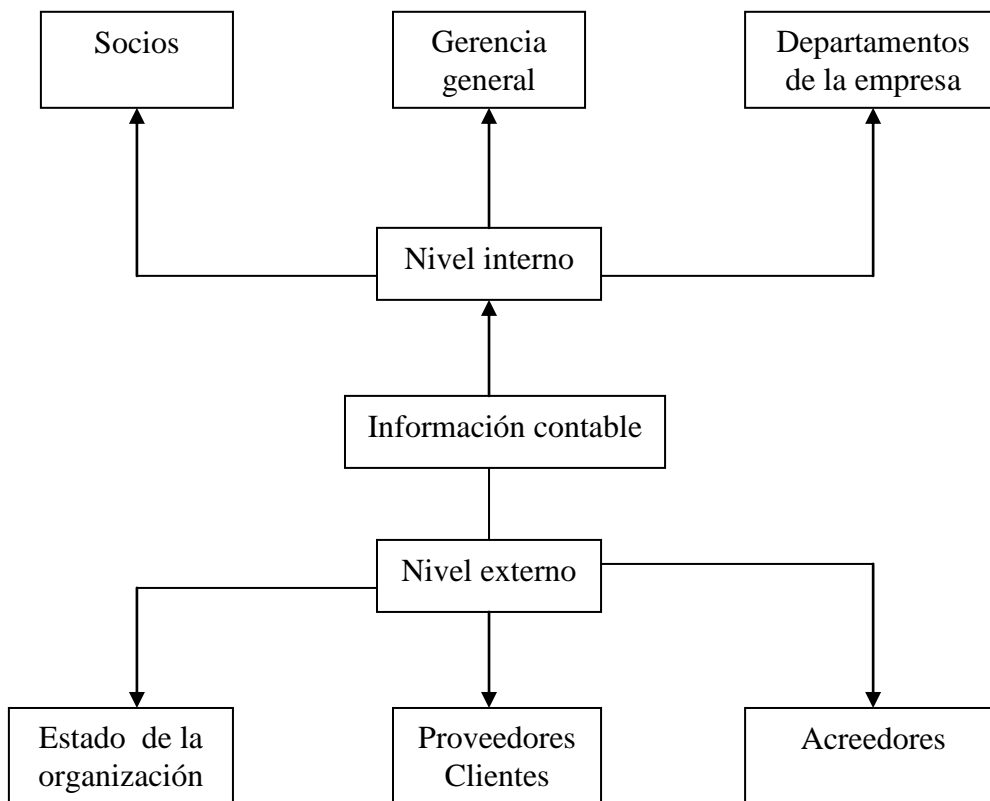 Socios
Gerencia
general
Departamentos
de la empresa
Nivel interno
Información contable
Nivel externo
Estado de la
organización
Proveedores
Clientes
Acreedores